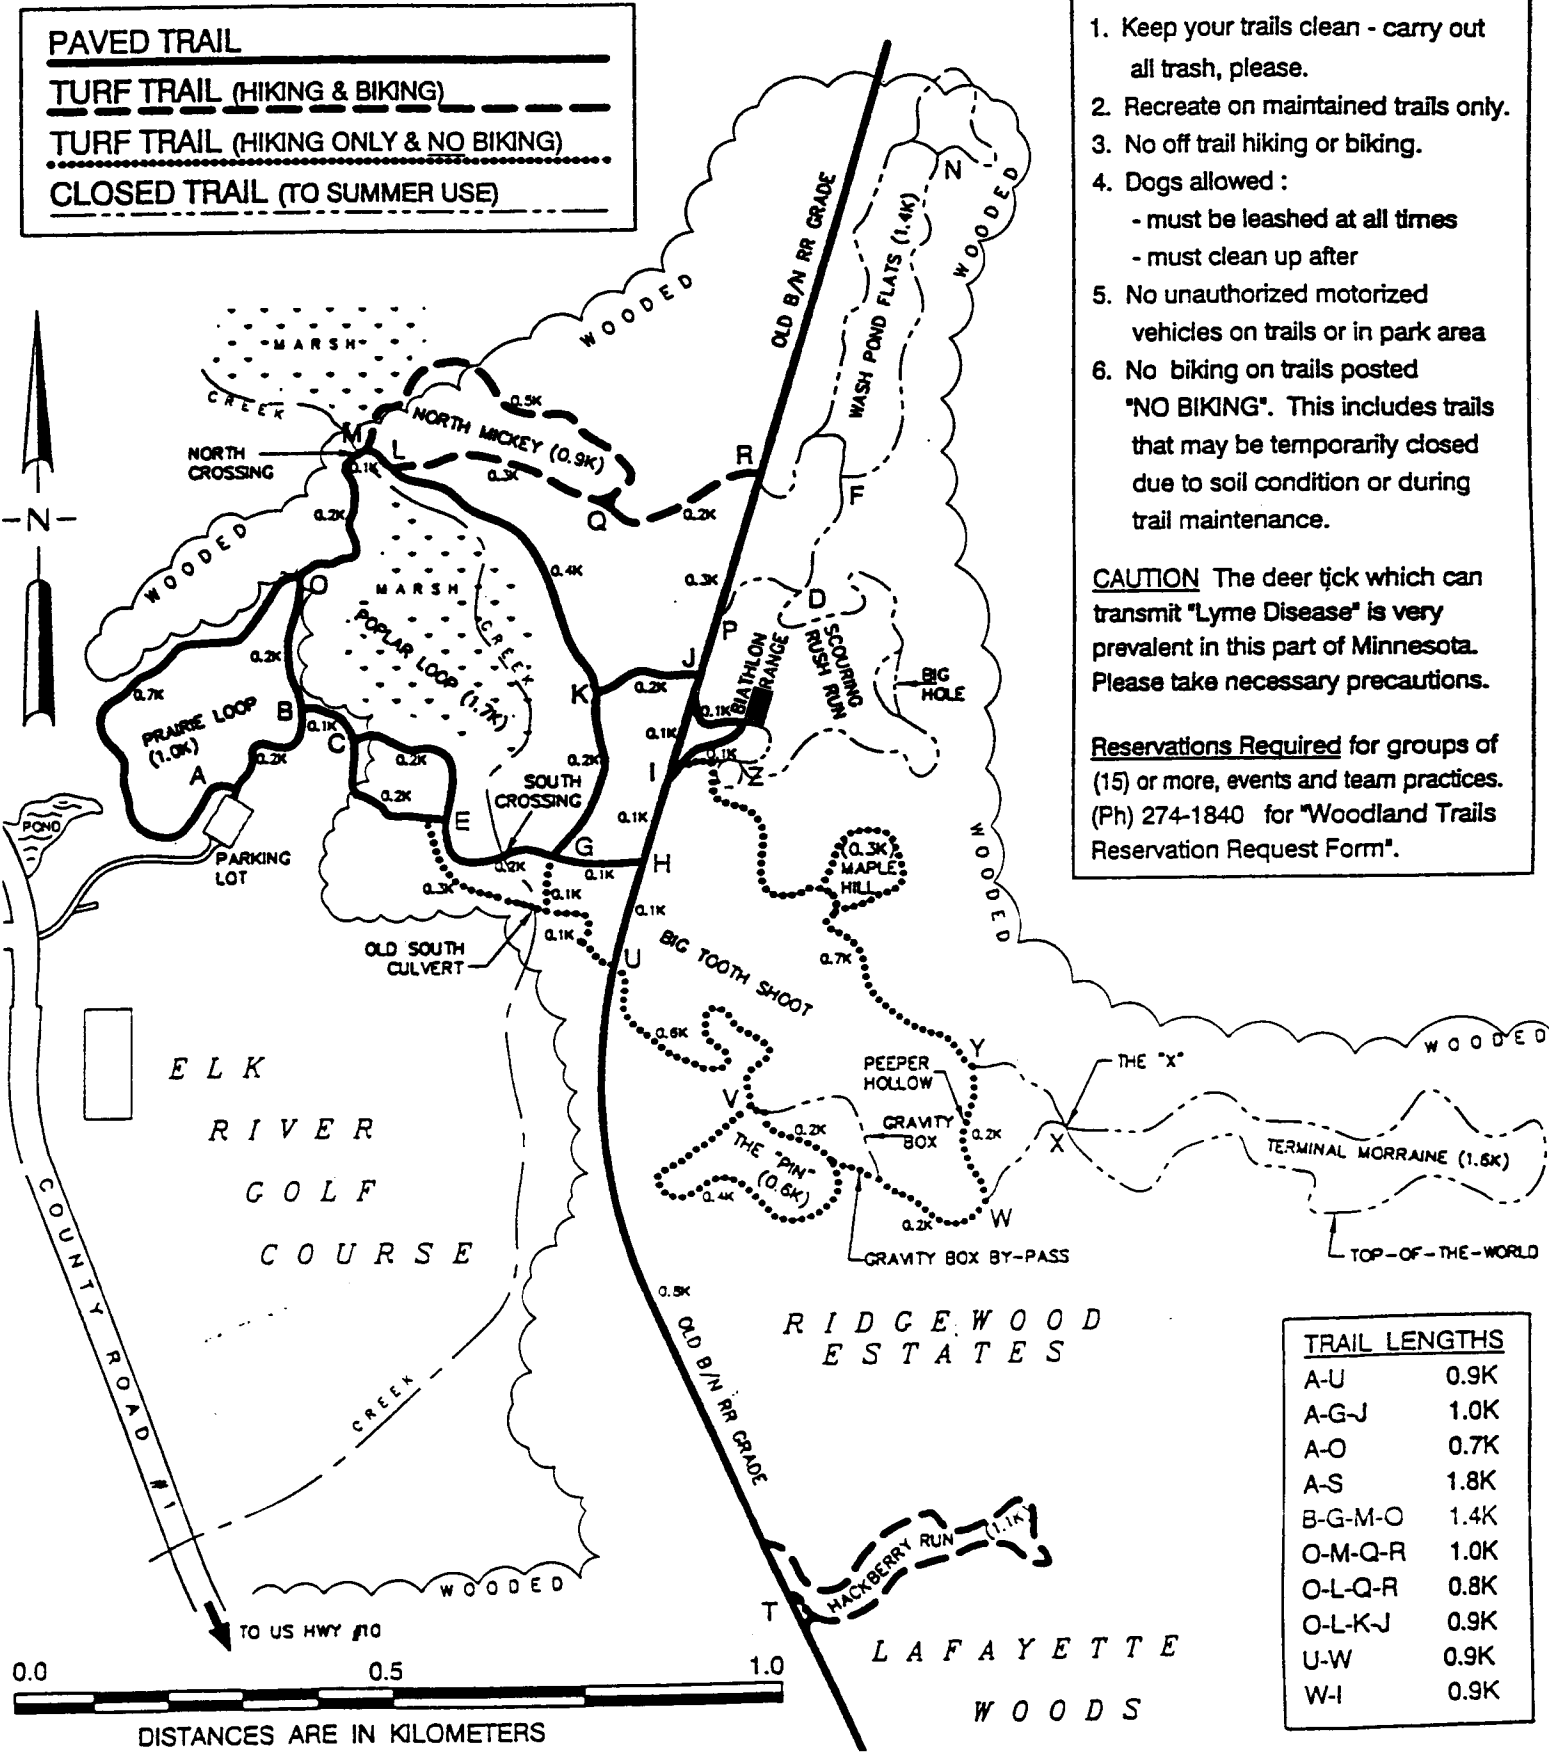 PAVED TRAIL
TURF TRAIL (HIKING & BIKING)
TURF TRAIL (HIKING ONLY & NO BIKING)
CLOSED TRAIL (TO SUMMER USE)
1. Keep your trails clean - carry out
all trash, please.
2. Recreate on maintained trails only.
3. No off trail hiking or biking.
4. Dogs allowed :
- must be leashed at all times
- must clean up after
5. No unauthorized motorized
vehicles on trails or in park area
6. No biking on trails posted
"NO BIKING". This includes trails
that may be temporarily closed
due to soil condition or during
trail maintenance.
CAUTION The deer tick which can
transmit "Lyme Disease" is very
prevalent in this part of Minnesota.
Please take necessary precautions.
Reservations Required for groups of
(15) or more, events and team practices.
(Ph) 274-1840 for "Woodland Trails
Reservation Request Form".
OLD B/N RR GRADE
WASH POND FLATS (1.4K)
N
WOODED
WOODED
MARSH
CREEK
0.5K
NORTH MICKEY (0.9K)
M
L
NORTH
CROSSING
0.1K
0.3K
R
F
0.2K
Q
0.2K
-N-
WOODED
MARSH
0.4K
0.3K
O
D
POPLAR LOOP (1.7K)
CREEK
P
BIATHLON
RANGE
SCOURING
RUSH RUN
BIG
HOLE
0.2K
0.7K
J
K
0.2K
PRAIRIE LOOP
(1.0K)
B
0.1K
C
0.1K
0.1K
0.2K
A
0.2K
0.2K
0.1K
I
Z
SOUTH
CROSSING
0.2K
E
0.1K
POND
PARKING
LOT
G
H
0.2K
0.1K
(0.3K)
MAPLE
HILL
WOODED
0.3K
0.1K
0.1K
OLD SOUTH
CULVERT
0.1K
U
BIG TOOTH SHOOT
0.7K
0.6K
Y
PEEPER
HOLLOW
THE "X"
WOODED
V
0.2K
GRAVITY
BOX
0.2K
X
THE "PIN"
(0.6K)
TERMINAL MORRAINE (1.6K)
0.4K
0.2K
W
GRAVITY BOX BY-PASS
TOP-OF-THE-WORLD
ELK
RIVER
GOLF
COURSE
COUNTY ROAD #1
0.5K
RIDGEWOOD
ESTATES
OLD B/N RR GRADE
CREEK
WOODED
HACKBERRY RUN
(1.1K)
T
LAFAYETTE
WOODS
TO US HWY #10
0.0 0.5 1.0
DISTANCES ARE IN KILOMETERS
TRAIL LENGTHS
A-U 0.9K
A-G-J 1.0K
A-O 0.7K
A-S 1.8K
B-G-M-O 1.4K
O-M-Q-R 1.0K
O-L-Q-R 0.8K
O-L-K-J 0.9K
U-W 0.9K
W-I 0.9K